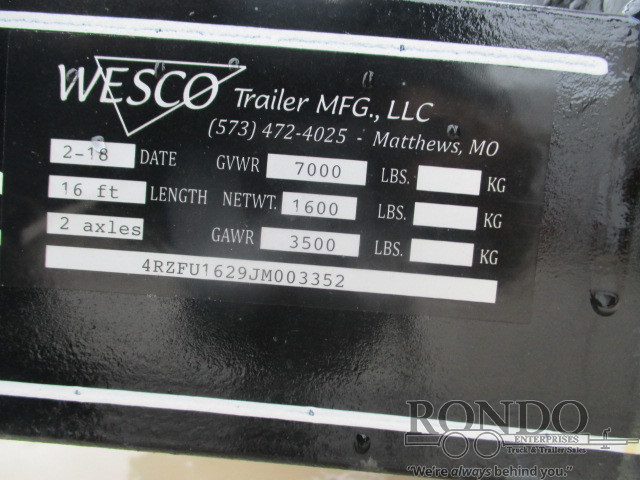 WESCO Trailer MFG., LLC
(573) 472-4025 - Matthews, MO
2-18 DATE GVWR 7000 LBS. KG
16 ft LENGTH NETWT. 1600 LBS. KG
2 axles GAWR 3500 LBS. KG
4RZFU1629JM003352
RONDO
ENTERPRISES
Truck & Trailer Sales
"We're always behind you."